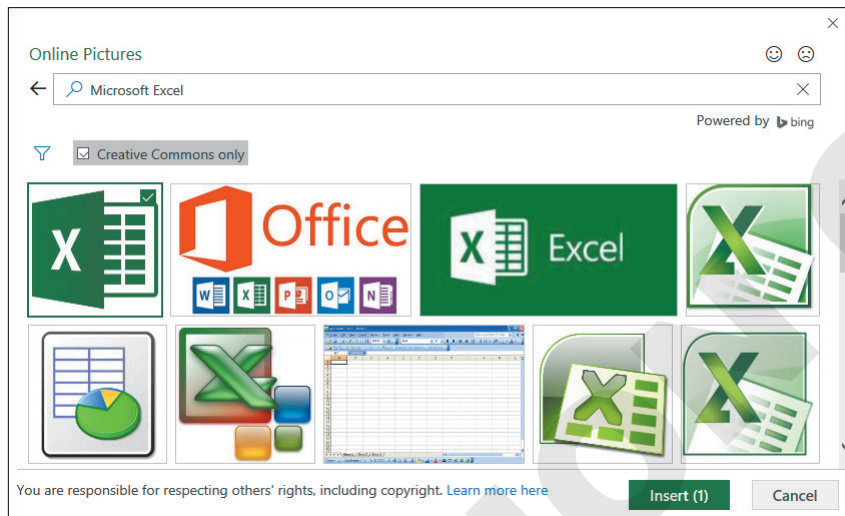 Online Pictures
Microsoft Excel
Powered by bing
Creative Commons only
X
Office
W X P O N
X Excel
You are responsible for respecting others' rights, including copyright. Learn more here
Insert (1)
Cancel